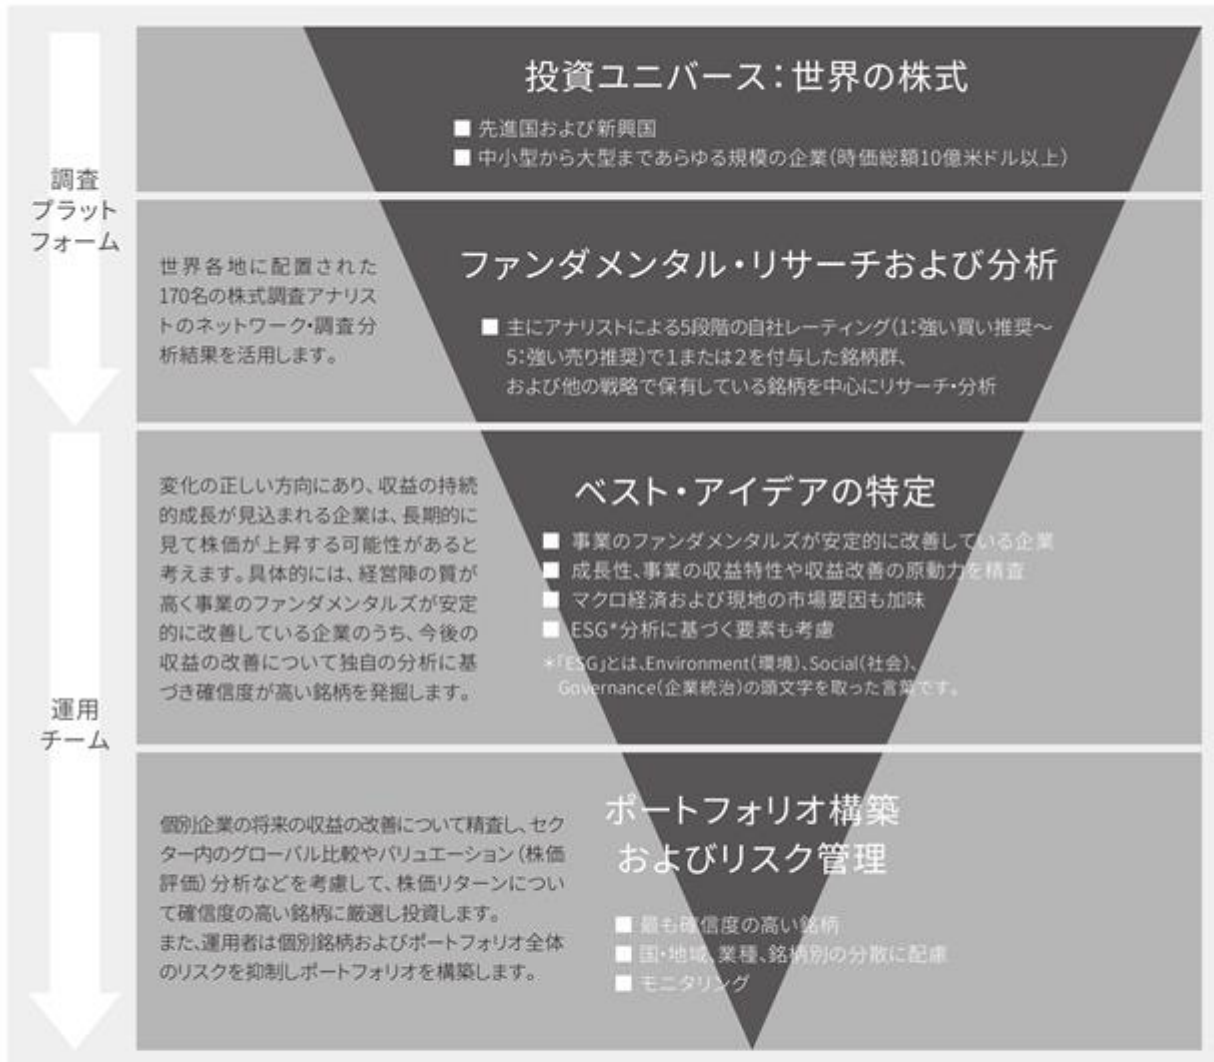 投資ユニバース：世界の株式
■ 先進国および新興国
■ 中小型から大型まであらゆる規模の企業（時価総額10億米ドル以上）
調査
プラット
フォーム
世界各地に配置された
170名の株式調査アナリス
トのネットワーク・調査分
析結果を活用します。
ファンダメンタル・リサーチおよび分析
■ 主にアナリストによる5段階の自社レーティング（1：強い買い推奨～
5：強い売り推奨）で1または2を付与した銘柄群、
および他の戦略で保有している銘柄を中心にリサーチ・分析
変化の正しい方向にあり、収益の持続
的成長が見込まれる企業は、長期的に
見て株価が上昇する可能性があると
考えます。具体的には、経営陣の質が
高く事業のファンダメンタルズが安定
的に改善している企業のうち、今後の
収益の改善について独自の分析に基
づき確信度が高い銘柄を発掘します。
ベスト・アイデアの特定
■ 事業のファンダメンタルズが安定的に改善している企業
■ 成長性、事業の収益特性や収益改善の原動力を精査
■ マクロ経済および現地の市場要因も加味
■ ESG*分析に基づく要素も考慮
＊「ESG」とは、Environment（環境）、Social（社会）、
Governance（企業統治）の頭文字を取った言葉です。
運用
チーム
個別企業の将来の収益の改善について精査し、セク
ター内のグローバル比較やバリュエーション（株価
評価）分析などを考慮して、株価リターンについ
て確信度の高い銘柄に厳選し投資します。
また、運用者は個別銘柄およびポートフォリオ全体
のリスクを抑制しポートフォリオを構築します。
ポートフォリオ構築
およびリスク管理
■ 最も確信度の高い銘柄
■ 国・地域、業種、銘柄別の分散に配慮
■ モニタリング